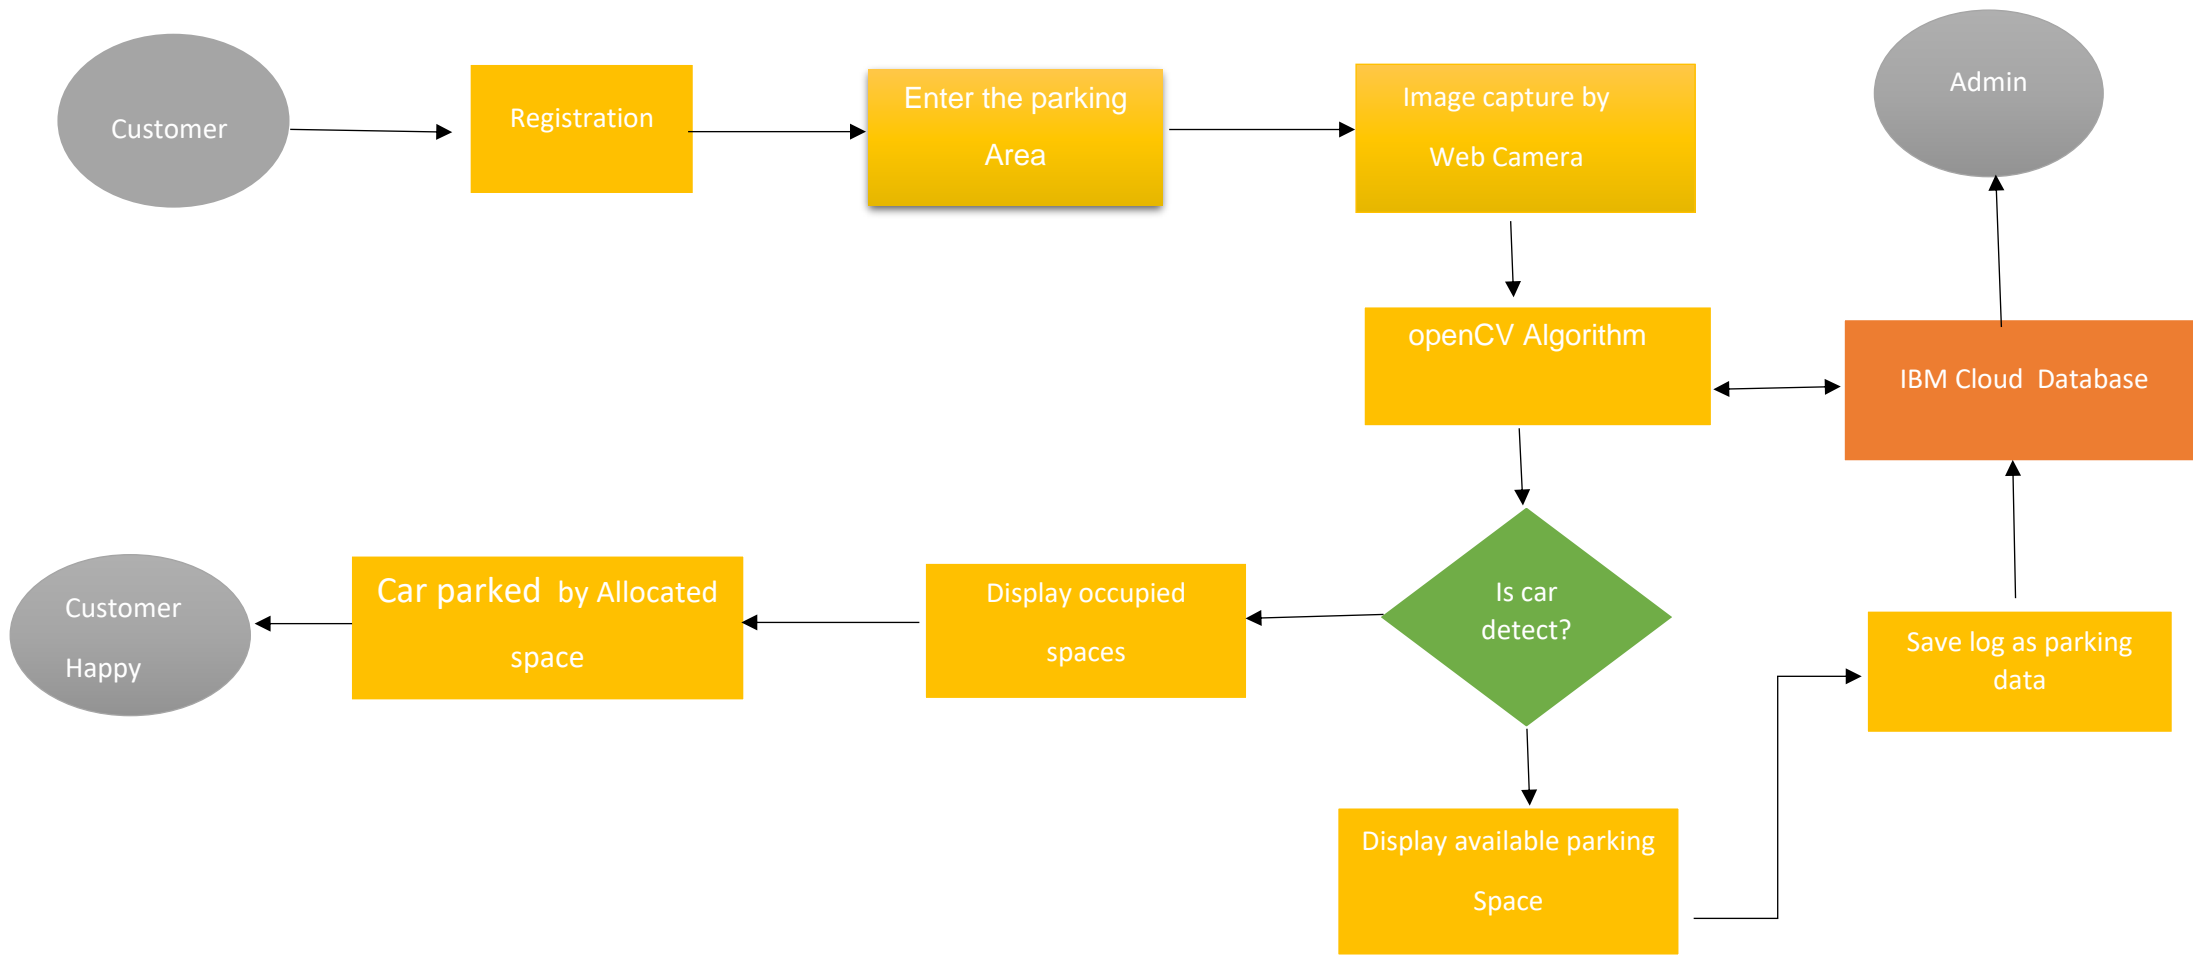 Customer
Registration
Enter the parking
Area
Image capture by
Web Camera
Admin
openCV Algorithm
IBM Cloud  Database
Is car
detect?
Display occupied
spaces
Car parked  by Allocated
space
Customer
Happy
Save log as parking
data
Display available parking
Space